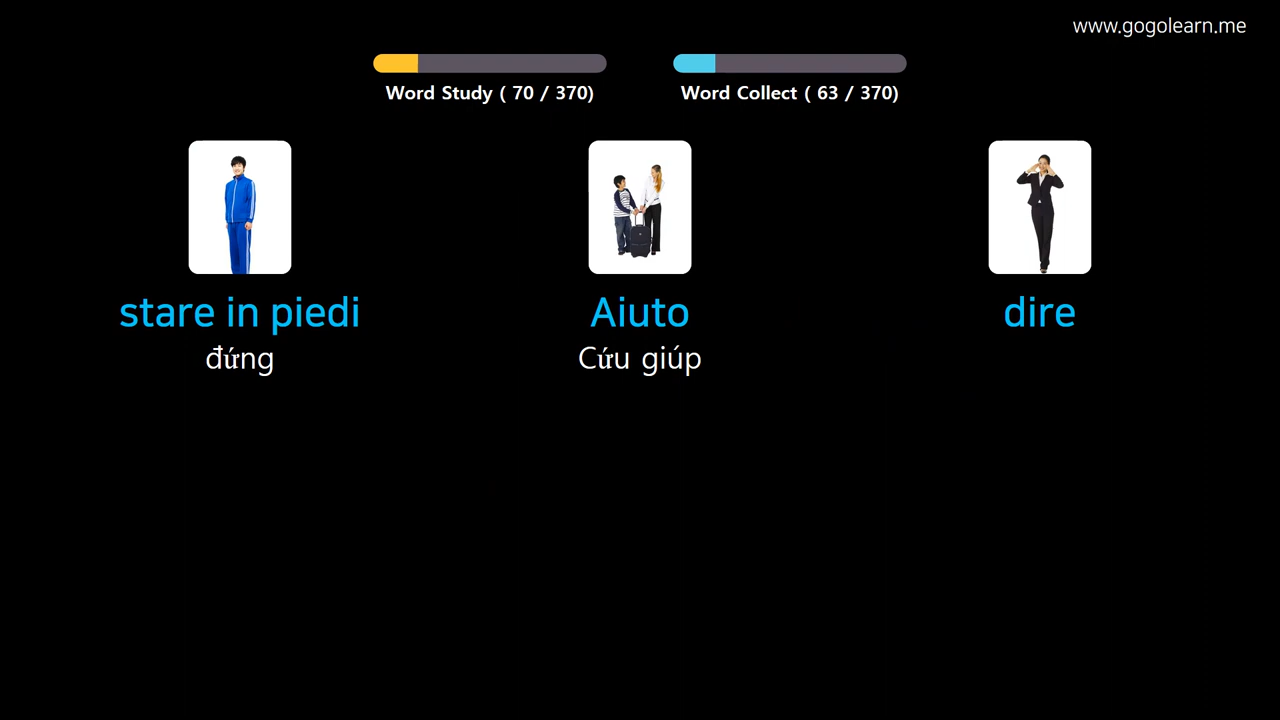 www.gogolearn.me
Word Study ( 70 / 370)
Word Collect ( 63 / 370)
stare in piedi
Aiuto
dire
đứng
Cứu giúp